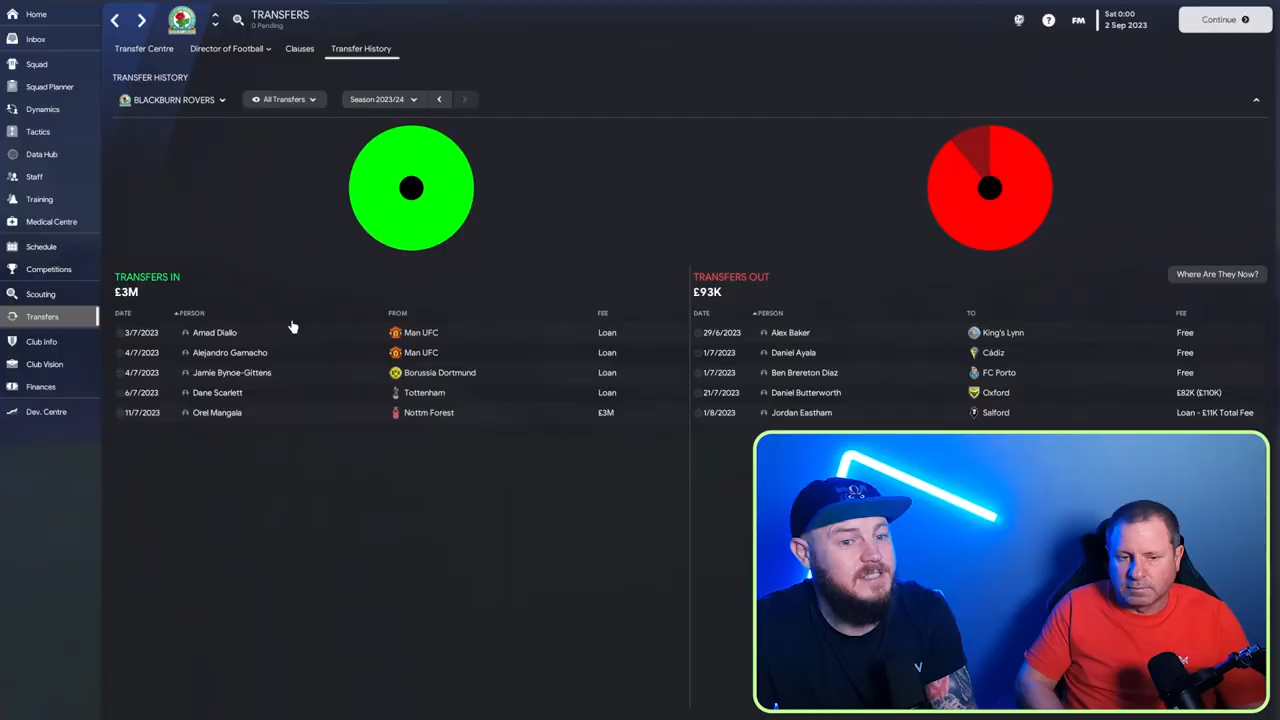 Home
Inbox
Squad
Squad Planner
Dynamics
Tactics
Data Hub
Staff
Training
Medical Centre
Schedule
Competitions
Scouting
Transfers
Club Info
Club Vision
Finances
Dev. Centre
TRANSFERS
0 Pending
FM
Sat 0:00
2 Sep 2023
Continue
Transfer Centre Director of Football Clauses Transfer History
TRANSFER HISTORY
BLACKBURN ROVERS All Transfers Season 2023/24
TRANSFERS IN
£3M
DATE PERSON FROM FEE
3/7/2023 Amad Diallo Man UFC Loan
4/7/2023 Alejandro Garnacho Man UFC Loan
4/7/2023 Jamie Bynoe-Gittens Borussia Dortmund Loan
6/7/2023 Dane Scarlett Tottenham Loan
11/7/2023 Orel Mangala Nottm Forest £3M
TRANSFERS OUT
£93K
Where Are They Now?
DATE PERSON TO FEE
29/6/2023 Alex Baker King's Lynn Free
1/7/2023 Daniel Ayala Cádiz Free
1/7/2023 Ben Brereton Díaz FC Porto Free
21/7/2023 Daniel Butterworth Oxford £82K (£110K)
1/8/2023 Jordan Eastham Salford Loan - £11K Total Fee